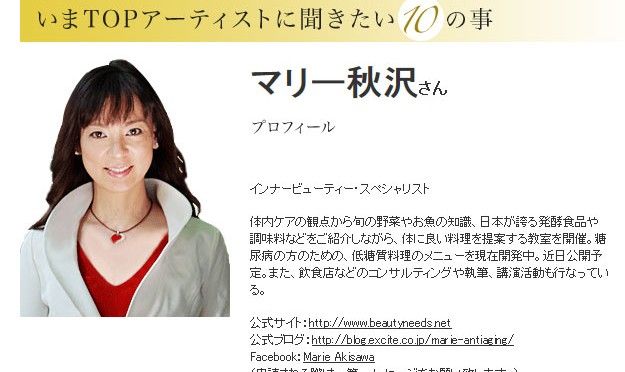 いまTOPアーティストに聞きたい10の事
マリー秋沢さん
プロフィール
インナービューティー・スペシャリスト
体内ケアの観点から旬の野菜やお魚の知識、日本が誇る発酵食品や
調味料などをご紹介しながら、体に良い料理を提案する教室を開催。糖
尿病の方のための、低糖質料理のメニューを現在開発中。近日公開予
定。また、飲食店などのコンサルティングや執筆、講演活動も行なってい
る。
公式サイト：http://www.beautyneeds.net
公式ブログ：http://blog.excite.co.jp/marie-antiaging/
Facebook：Marie Akisawa